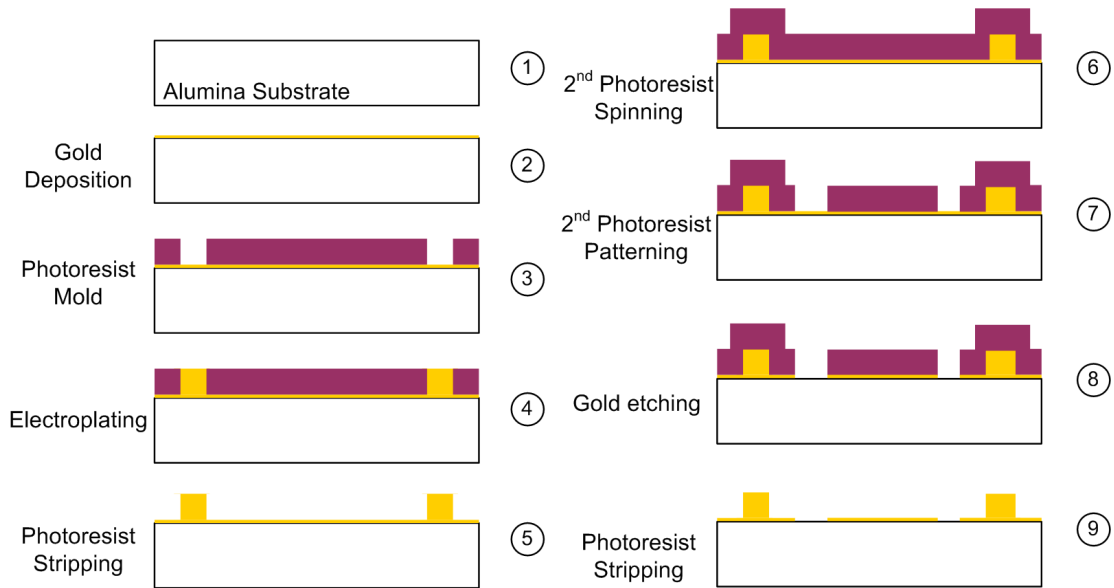 Alumina Substrate
1
Gold
Deposition
2
Photoresist
Mold
3
Electroplating
4
Photoresist
Stripping
5
2nd Photoresist
Spinning
6
2nd Photoresist
Patterning
7
Gold etching
8
Photoresist
Stripping
9